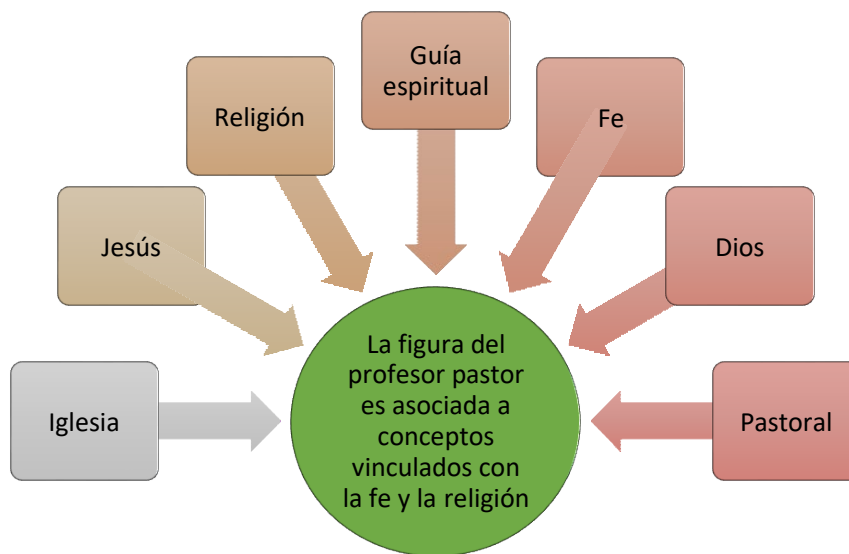 Guía
espiritual
Religión
Fe
Jesús
Dios
Iglesia
La figura del
profesor pastor
es asociada a
conceptos
vinculados con
la fe y la religión
Pastoral